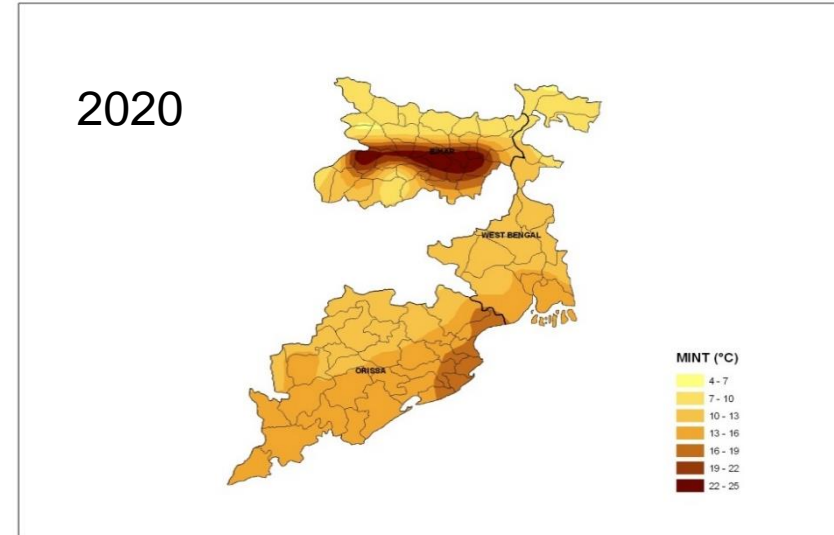 2020
BIHAR
WEST BENGAL
ORISSA
MINT (°C)
4 - 7
7 - 10
10 - 13
13 - 16
16 - 19
19 - 22
22 - 25